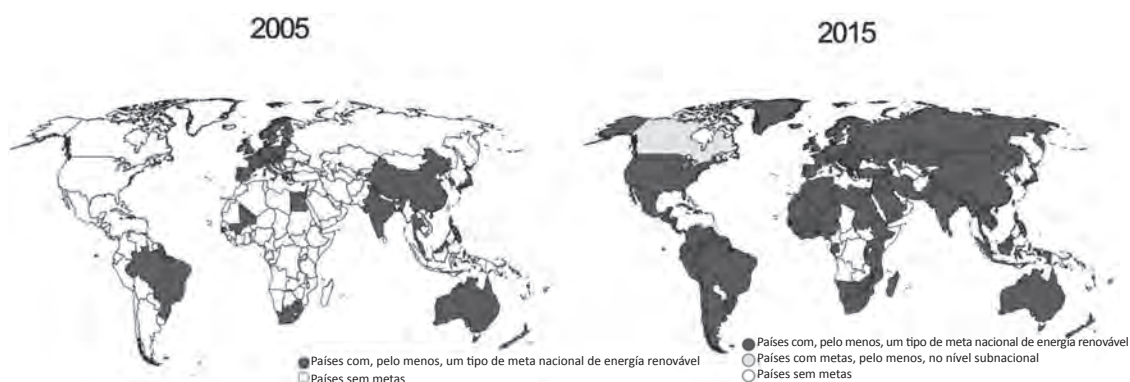 2005
2015
Países com, pelo menos, um tipo de meta nacional de energía renovável
Países sem metas
Países com, pelo menos, um tipo de meta nacional de energía renovável
Países com metas, pelo menos, no nível subnacional
Países sem metas